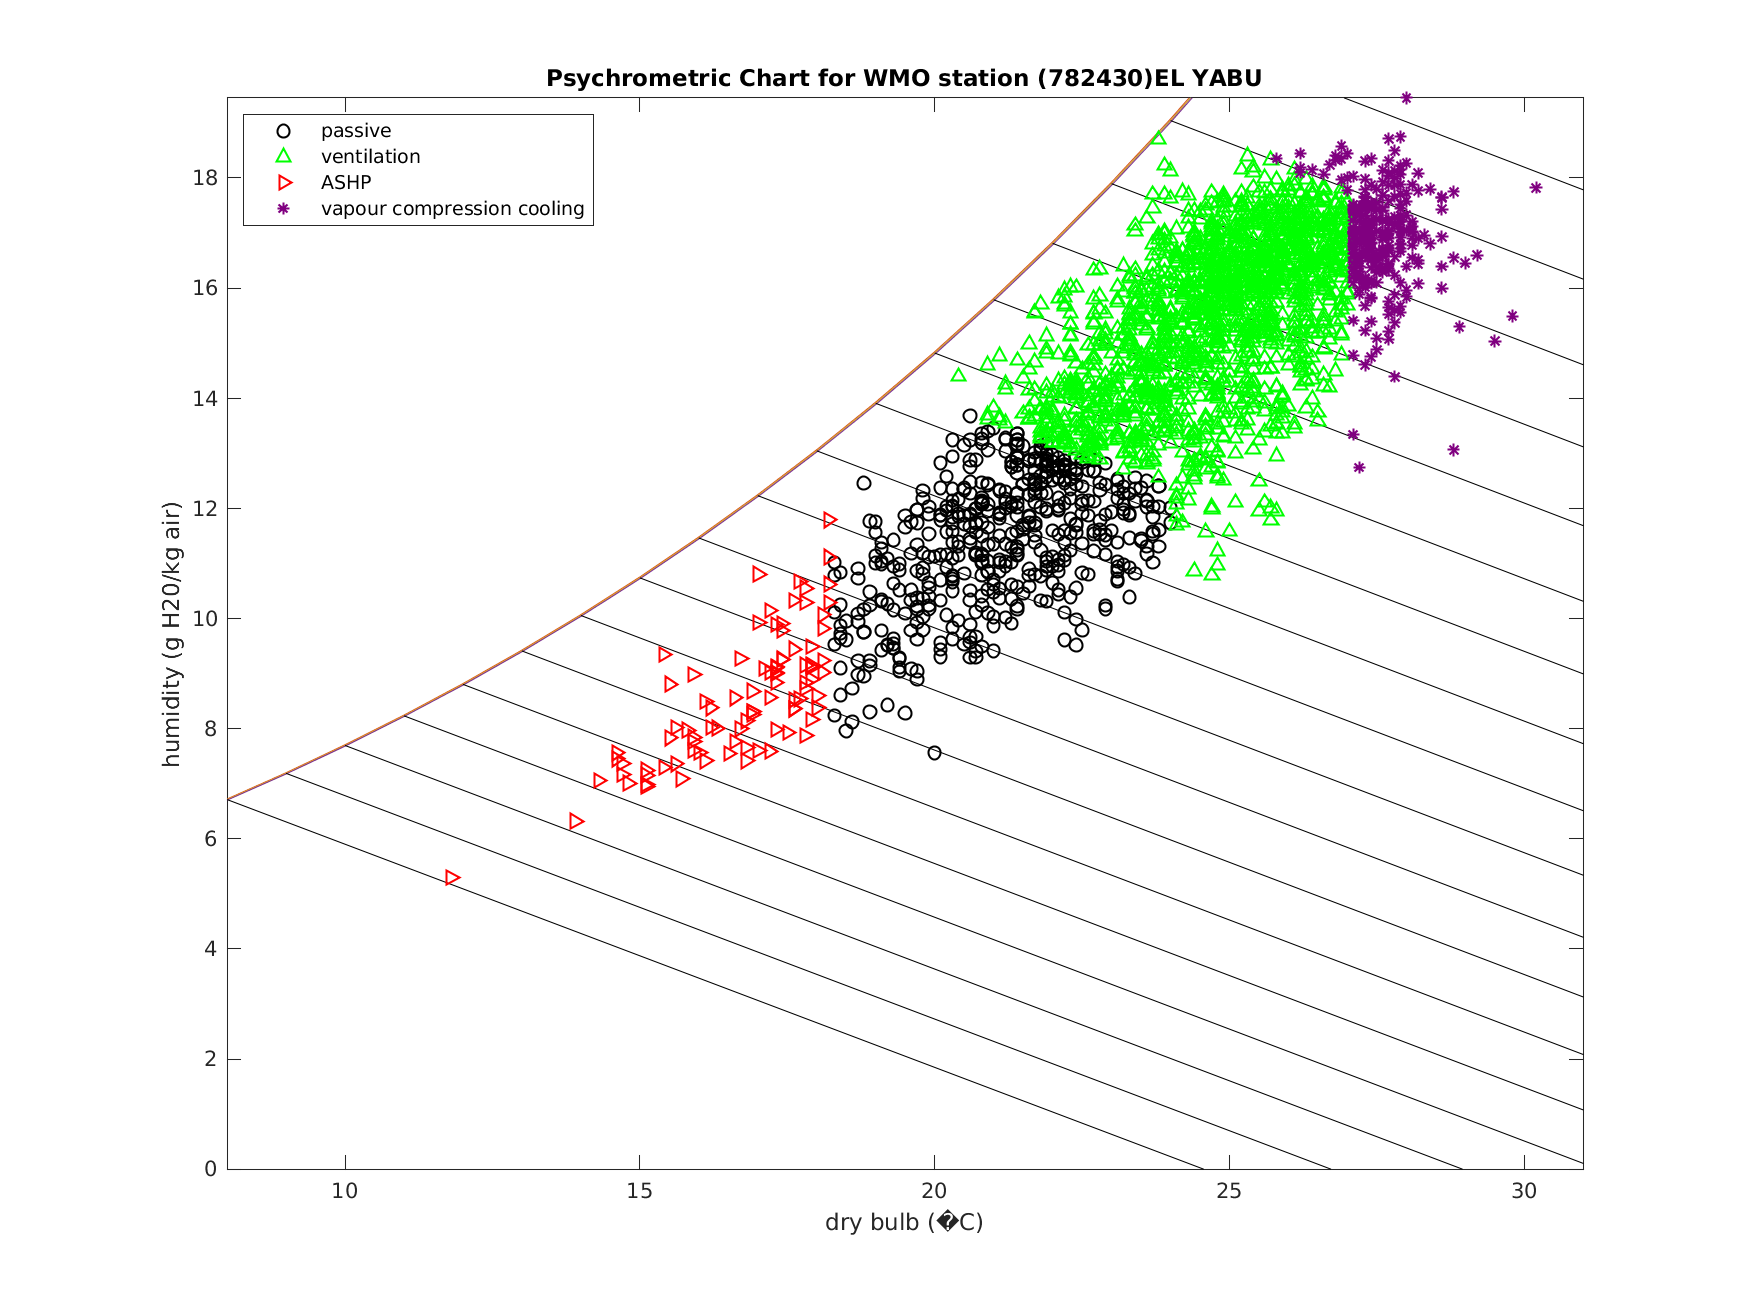 Psychrometric Chart for WMO station (782430)EL YABU
passive
ventilation
ASHP
vapour compression cooling
humidity (g H20/kg air)
18
16
14
12
10
8
6
4
2
0
10 15 20 25 30
dry bulb (�C)